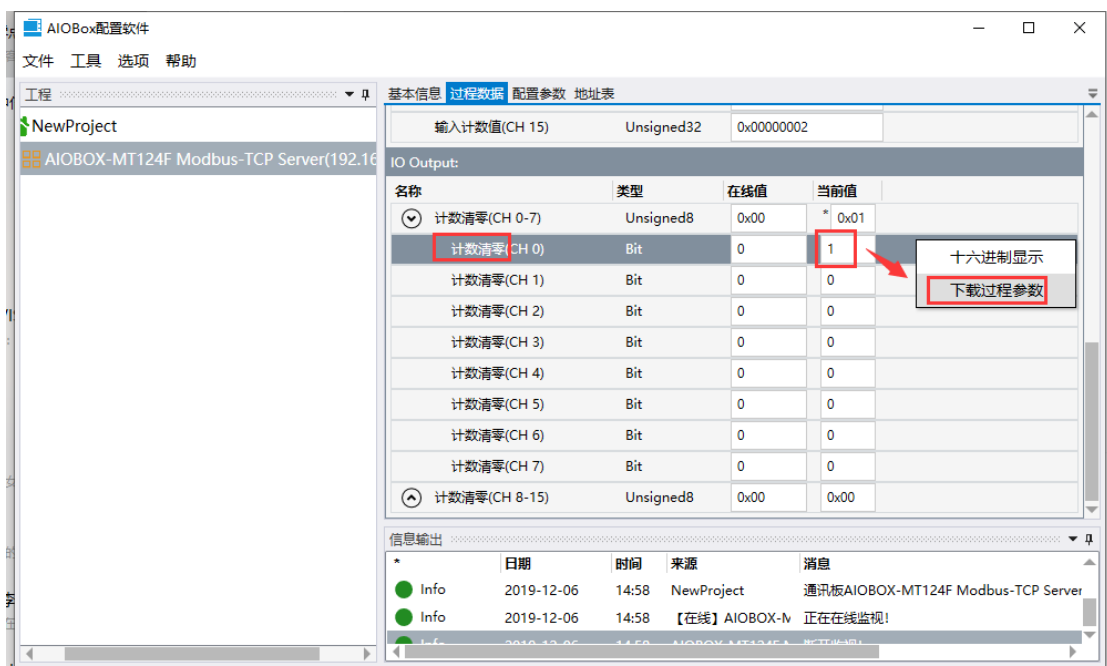 AIOBox配置软件
文件 工具 选项 帮助
工程
NewProject
AIOBOX-MT124F Modbus-TCP Server(192.16
基本信息 过程数据 配置参数 地址表
输入计数值(CH 15) Unsigned32 0x00000002
IO Output:
名称 类型 在线值 当前值
计数清零(CH 0-7) Unsigned8 0x00 * 0x01
计数清零(CH 0) Bit 0 1
十六进制显示
下载过程参数
计数清零(CH 1) Bit 0 0
计数清零(CH 2) Bit 0 0
计数清零(CH 3) Bit 0 0
计数清零(CH 4) Bit 0 0
计数清零(CH 5) Bit 0 0
计数清零(CH 6) Bit 0 0
计数清零(CH 7) Bit 0 0
计数清零(CH 8-15) Unsigned8 0x00 0x00
信息输出
* 日期 时间 来源 消息
Info 2019-12-06 14:58 NewProject 通讯板AIOBOX-MT124F Modbus-TCP Server
Info 2019-12-06 14:58 【在线】AIOBOX-M 正在在线监视!